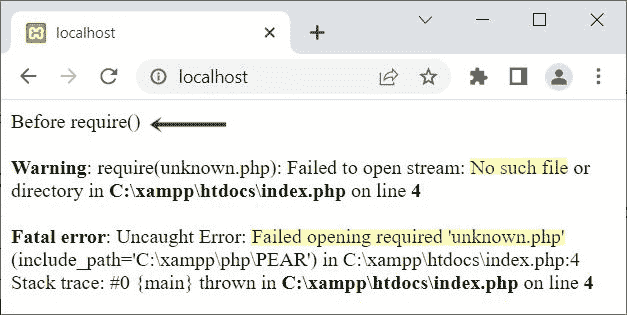 localhost
localhost
Before require()
Warning: require(unknown.php): Failed to open stream: No such file or
directory in C:\xampp\htdocs\index.php on line 4
Fatal error: Uncaught Error: Failed opening required 'unknown.php'
(include_path='C:\xampp\php\PEAR') in C:\xampp\htdocs\index.php:4
Stack trace: #0 {main} thrown in C:\xampp\htdocs\index.php on line 4